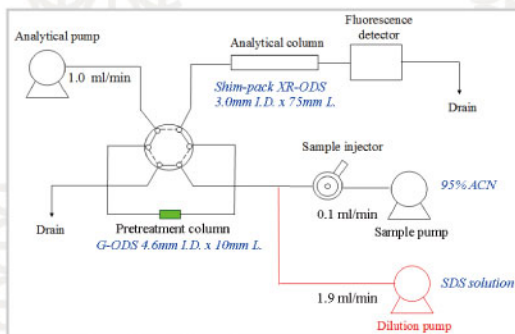 Fluorescence
detector
Analytical pump
Analytical column
1.0 ml/min
Shim-pack XR-ODS
3.0mm I.D. x 75mm L.
Drain
Sample injector
95% ACN
0.1 ml/min
Sample pump
Drain
Pretreatment column
G-ODS 4.6mm I.D. x 10mm L.
SDS solution
1.9 ml/min
Dilution pump